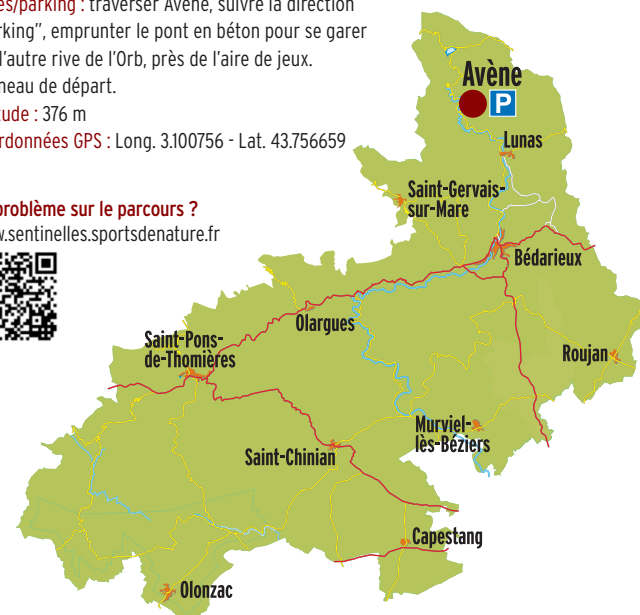 ès/parking : traverser Avène, suivre la direction
rking”, emprunter le pont en béton pour se garer
l'autre rive de l'Orb, près de l'aire de jeux.
neau de départ.
tude : 376 m
rdonnées GPS : Long. 3.100756 - Lat. 43.756659
problème sur le parcours ?
w.sentinelles.sportsdenature.fr
Avène
P
Lunas
Saint-Gervais-
sur-Mare
Bédarieux
Olargues
Saint-Pons-
de-Thomières
Roujan
Murviel-
lès-Béziers
Saint-Chinian
Capestang
Olonzac